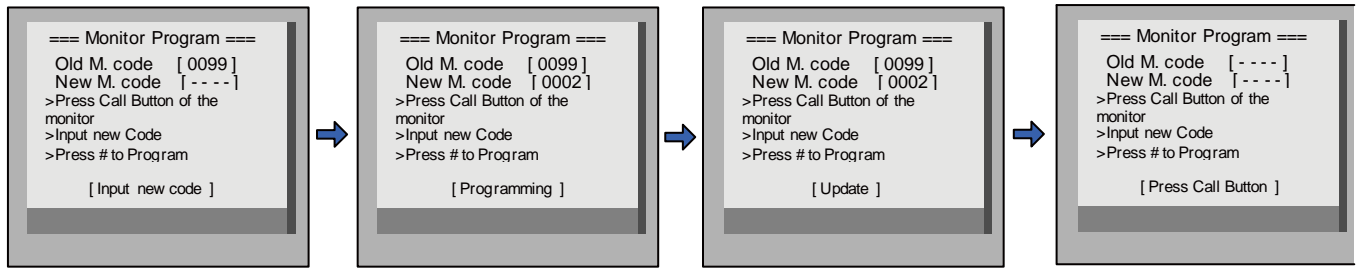 === Monitor Program ===
Old M. code [ 0099 ]
New M. code [ - - - - ]
>Press Call Button of the
monitor
>Input new Code
>Press # to Program
[ Input new code ]
=== Monitor Program ===
Old M. code [ 0099 ]
New M. code [ 0002 ]
>Press Call Button of the
monitor
>Input new Code
>Press # to Program
[ Programming ]
=== Monitor Program ===
Old M. code [ 0099 ]
New M. code [ 0002 ]
>Press Call Button of the
monitor
>Input new Code
>Press # to Program
[ Update ]
=== Monitor Program ===
Old M. code [ - - - - ]
New M. code [ - - - - ]
>Press Call Button of the
monitor
>Input new Code
>Press # to Program
[ Press Call Button ]